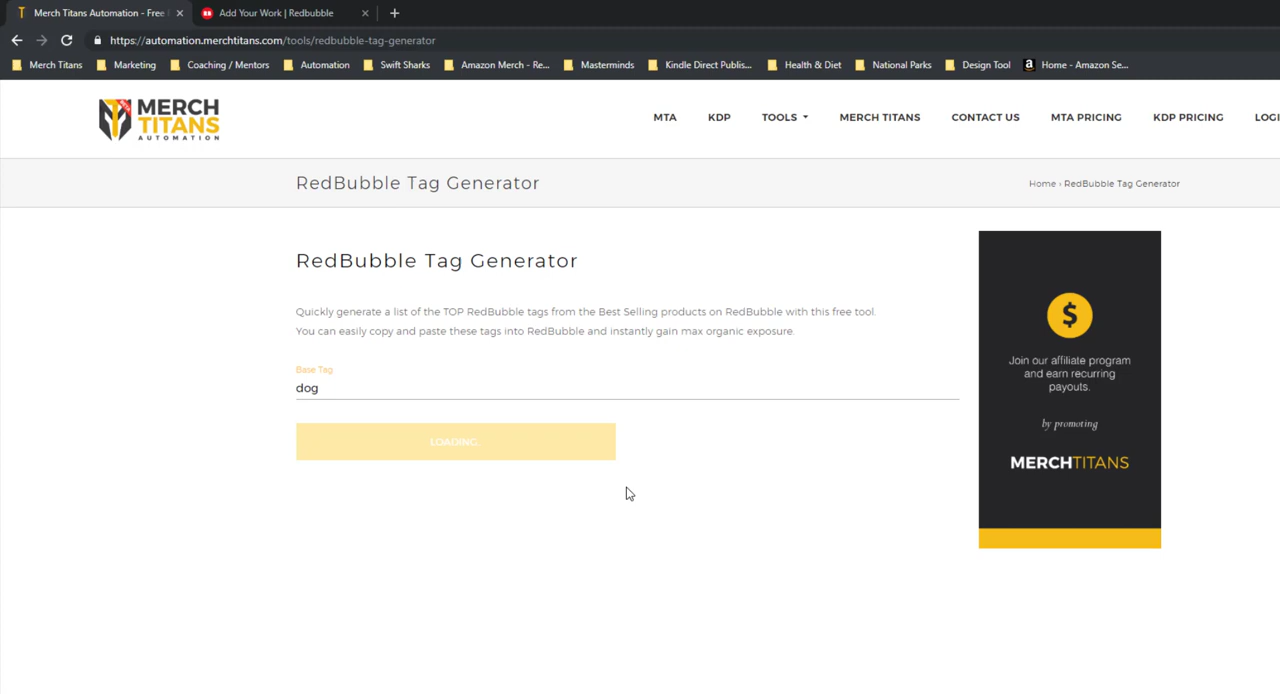 Merch Titans Automation - Free
Add Your Work | Redbubble
https://automation.merchtitans.com/tools/redbubble-tag-generator
Merch Titans
Marketing
Coaching / Mentors
Automation
Swift Sharks
Amazon Merch - Re...
Masterminds
Kindle Direct Publis...
Health & Diet
National Parks
Design Tool
Home - Amazon Se...
MERCH
TITANS
AUTOMATION
MTA
KDP
TOOLS
MERCH TITANS
CONTACT US
MTA PRICING
KDP PRICING
LOGI
RedBubble Tag Generator
Home › RedBubble Tag Generator
RedBubble Tag Generator
Quickly generate a list of the TOP RedBubble tags from the Best Selling products on RedBubble with this free tool.
You can easily copy and paste these tags into RedBubble and instantly gain max organic exposure.
Base Tag
dog
LOADING.
$
Join our affiliate program
and earn recurring
payouts.
by promoting
MERCHTITANS